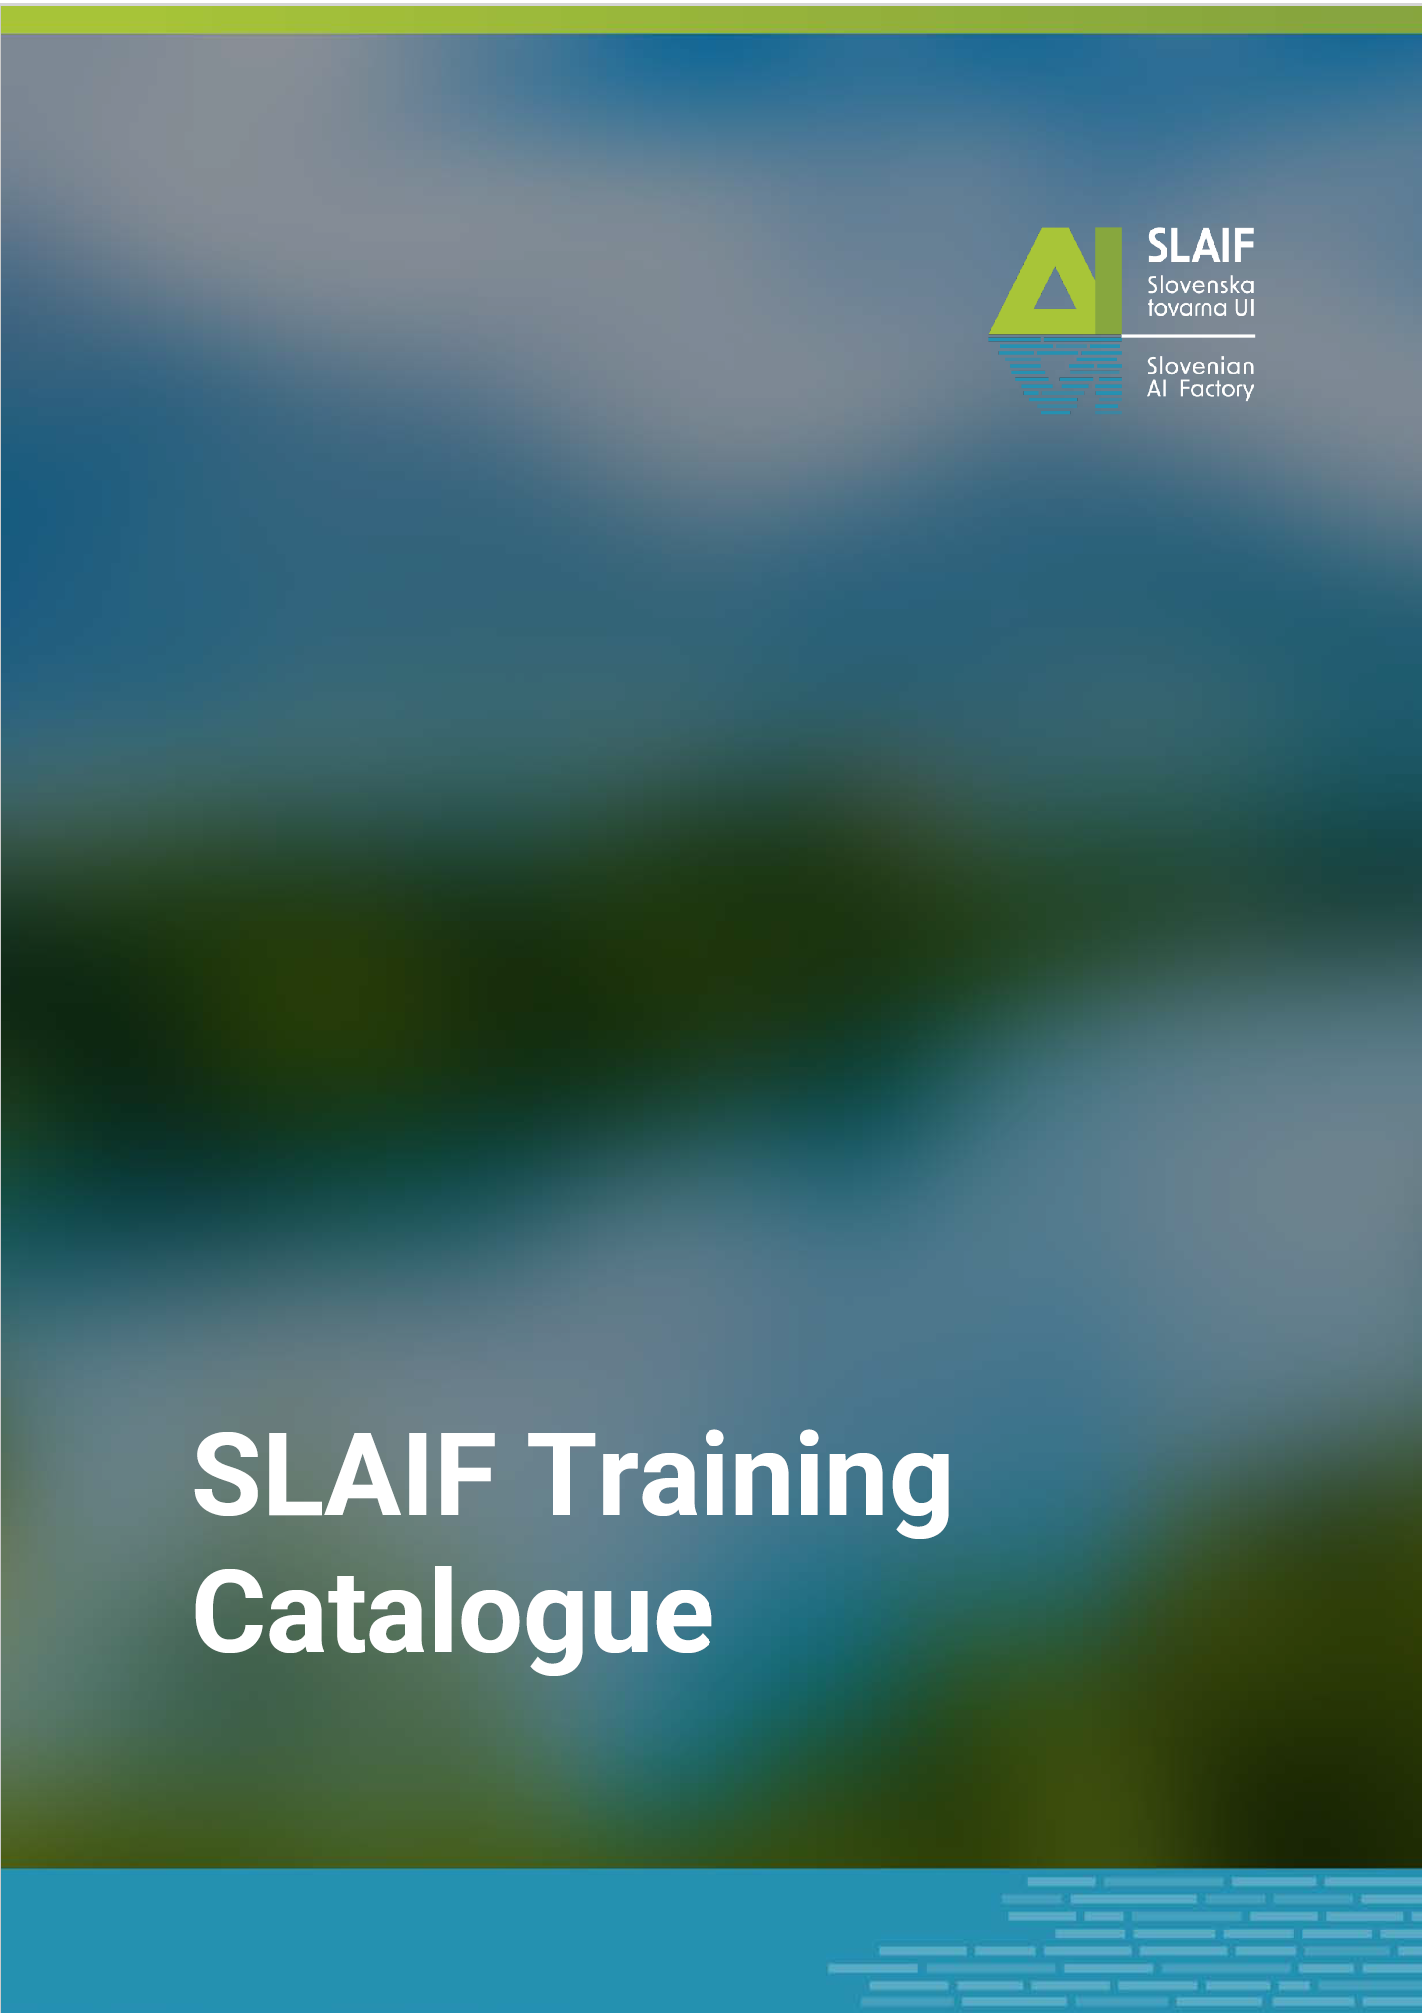 SLAIF
Slovenska
tovarna UI
Slovenian
AI Factory
SLAIF Training
Catalogue